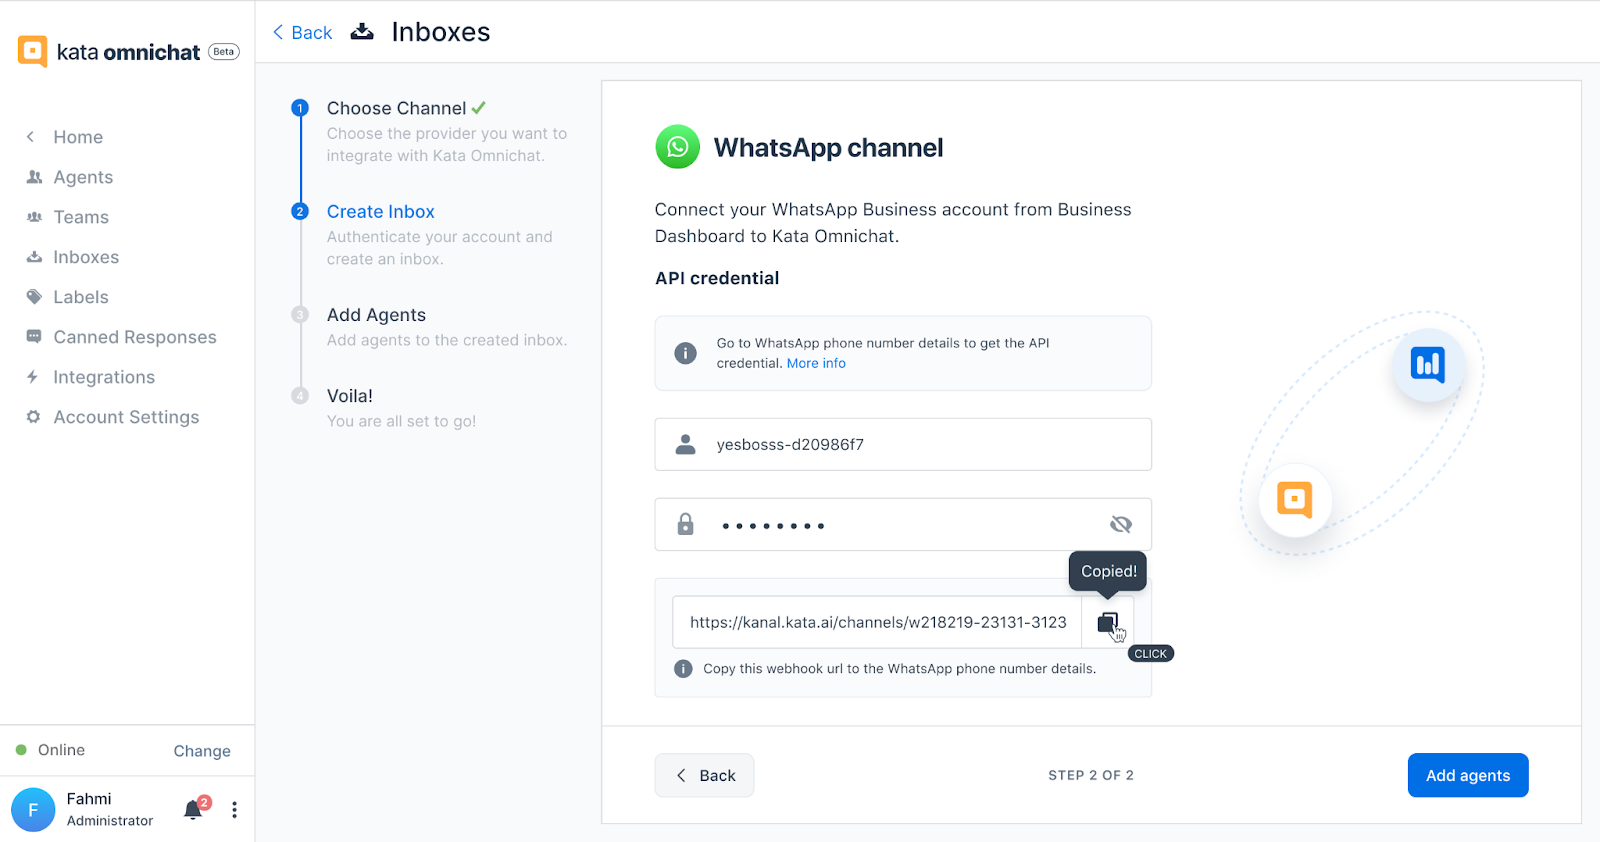 kata omnichat Beta
Home
Agents
Teams
Inboxes
Labels
Canned Responses
Integrations
Account Settings
Online Change
F
Fahmi
Administrator
2
Back Inboxes
1 Choose Channel
Choose the provider you want to
integrate with Kata Omnichat.
2 Create Inbox
Authenticate your account and
create an inbox.
3 Add Agents
Add agents to the created inbox.
4 Voila!
You are all set to go!
WhatsApp channel
Connect your WhatsApp Business account from Business
Dashboard to Kata Omnichat.
API credential
Go to WhatsApp phone number details to get the API
credential. More info
yesbosss-d20986f7
Copied!
https://kanal.kata.ai/channels/w218219-23131-3123
CLICK
Copy this webhook url to the WhatsApp phone number details.
Back STEP 2 OF 2 Add agents